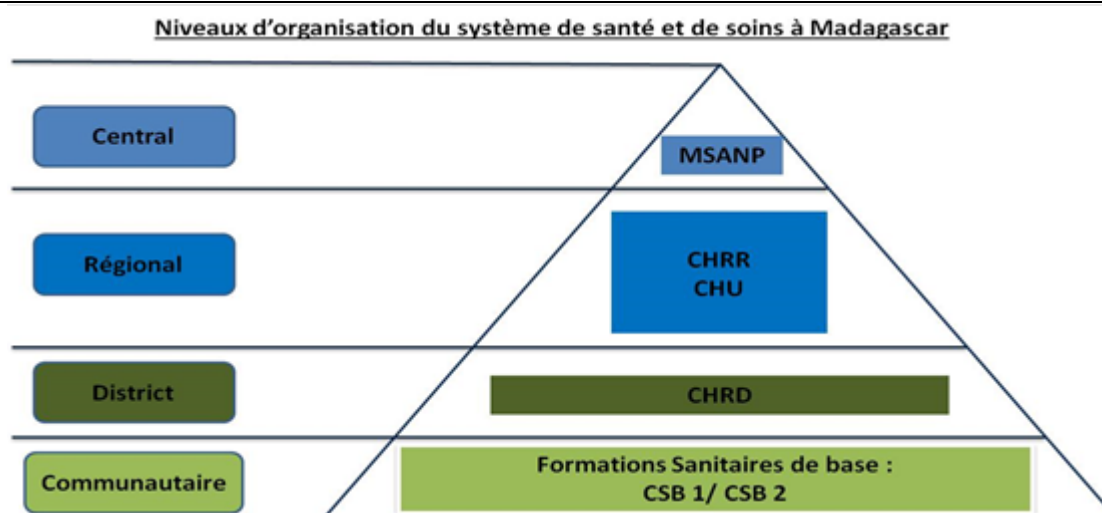 Niveaux d'organisation du système de santé et de soins à Madagascar
Central
MSANP
Régional
CHRR
CHU
District
CHRD
Communautaire
Formations Sanitaires de base :
CSB 1/ CSB 2